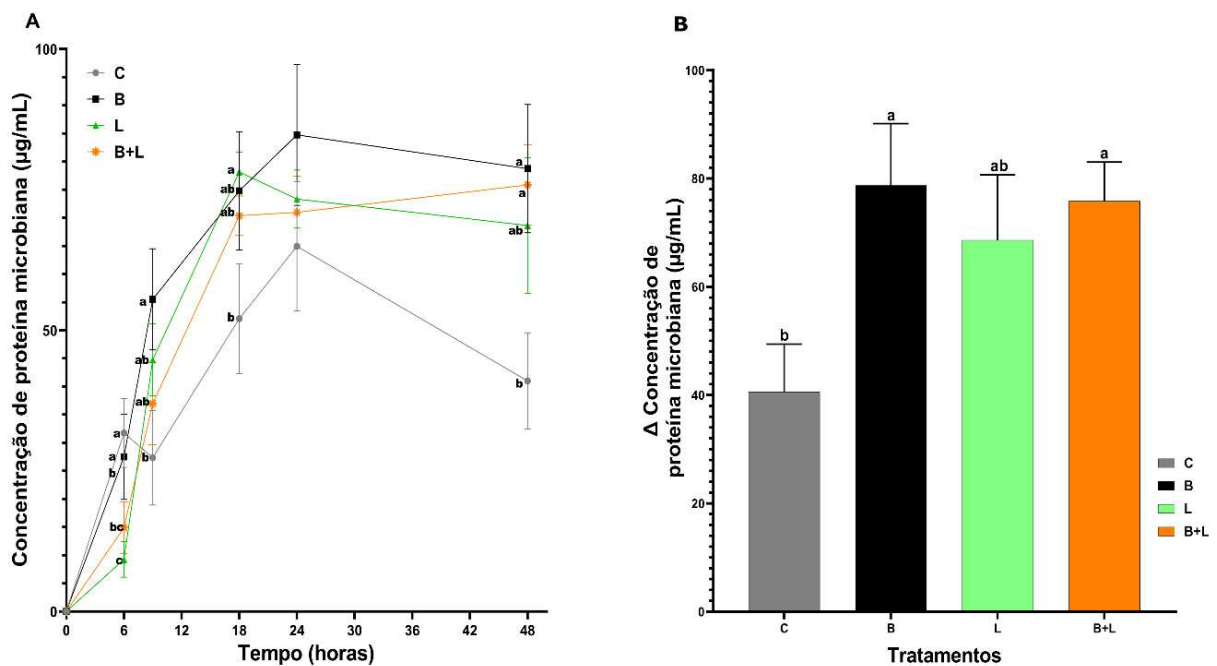 A
Concentração de proteína microbiana (µg/mL)
100
50
0
C
B
L
B+L
a
a
b
bc
c
a
ab
ab
b
a
ab
ab
b
a
a
ab
b
0
6
12
18
24
30
36
42
48
Tempo (horas)
B
Δ Concentração de
proteína microbiana (µg/mL)
100
80
60
40
20
0
b
a
ab
a
C
B
L
B+L
C
B
L
B+L
Tratamentos